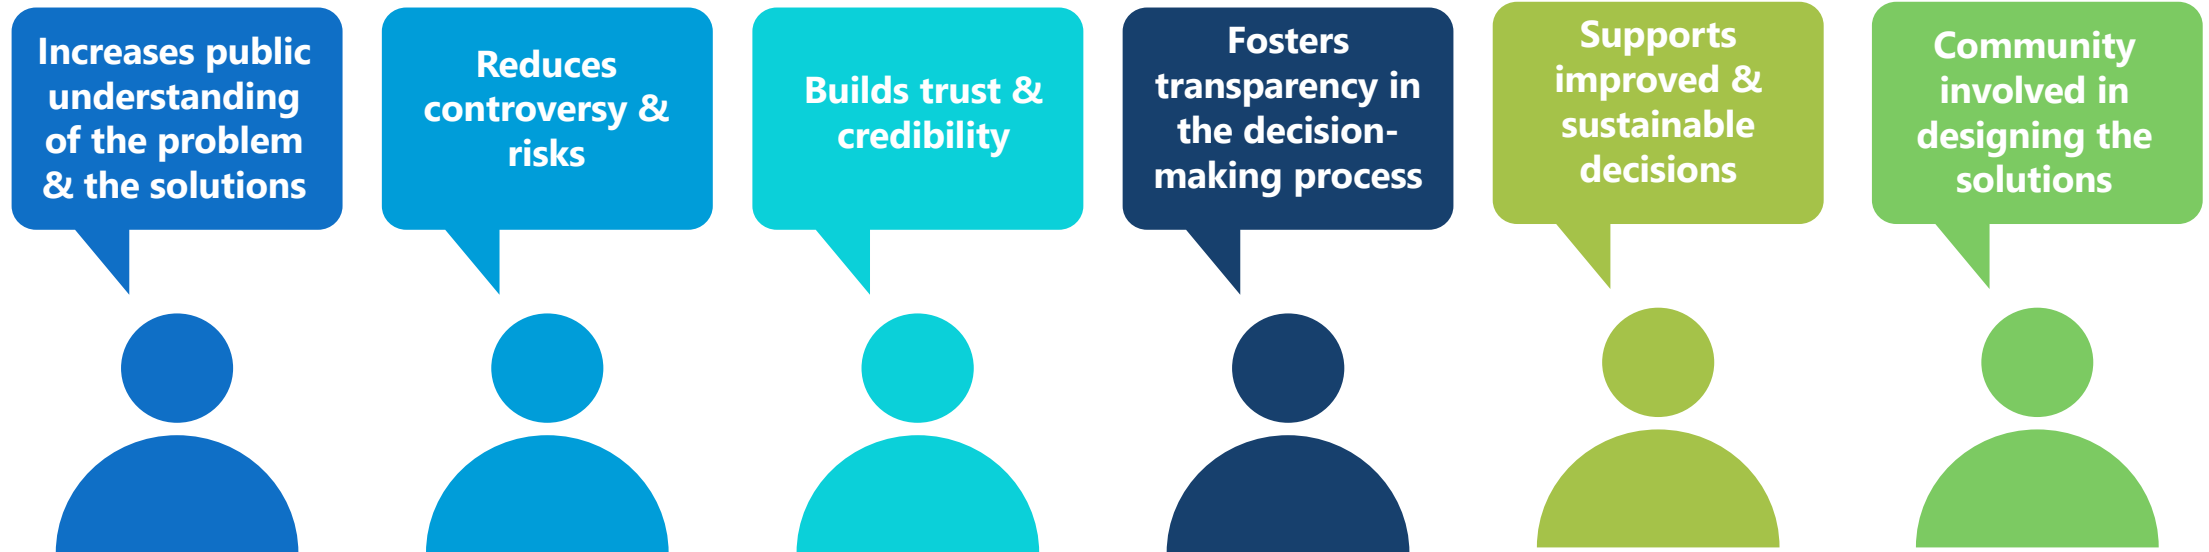 Increases public
understanding
of the problem
& the solutions
Reduces
controversy &
risks
Builds trust &
credibility
Fosters
transparency in
the decision-
making process
Supports
improved &
sustainable
decisions
Community
involved in
designing the
solutions